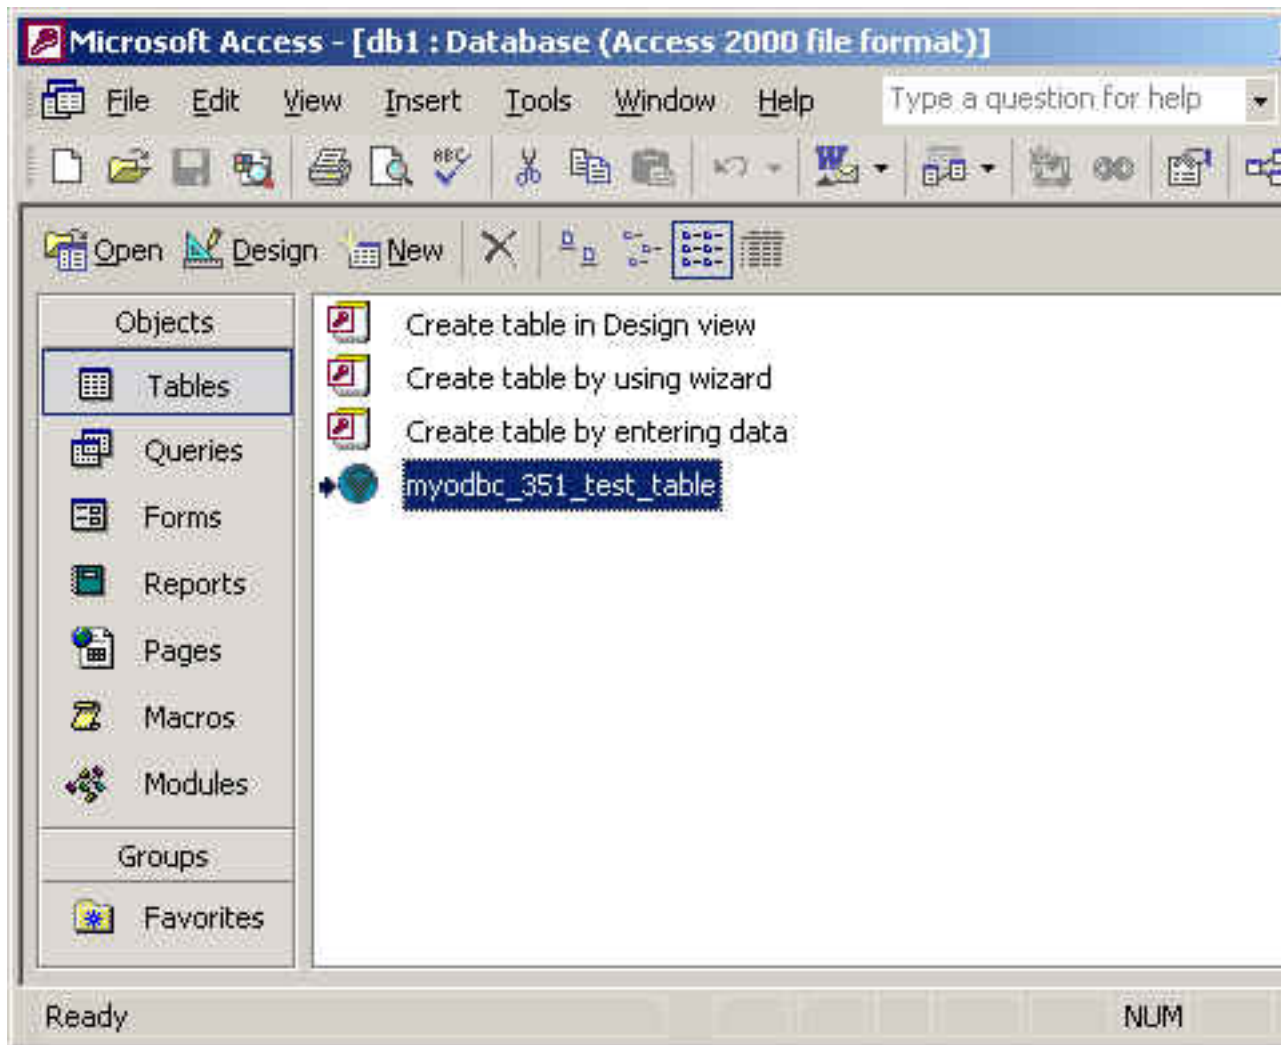 Microsoft Access - [db1 : Database (Access 2000 file format)]
File Edit View Insert Tools Window Help Type a question for help
ABC W
Open Design New
Objects
Tables
Queries
Forms
Reports
Pages
Macros
Modules
Groups
Favorites
Create table in Design view
Create table by using wizard
Create table by entering data
myodbc_351_test_table
Ready NUM